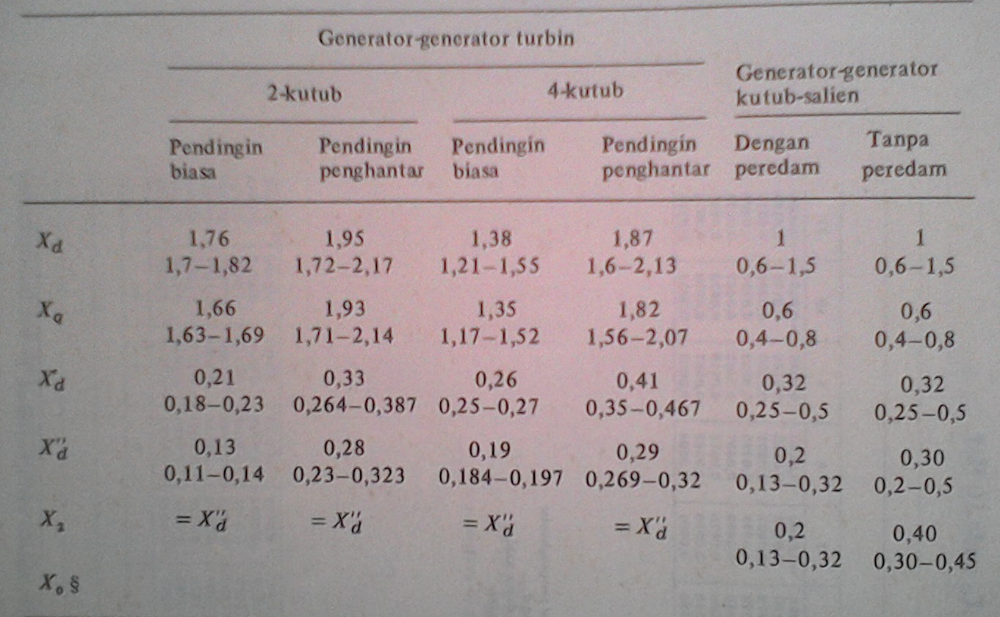 Generator-generator turbin
Generator-generator
2-kutub 4-kutub kutub-salien
Pendingin Pendingin Pendingin Pendingin Dengan Tanpa
biasa penghantar biasa penghantar peredam peredam
X_d 1,76 1,95 1,38 1,87 1 1
1,7–1,82 1,72–2,17 1,21–1,55 1,6–2,13 0,6–1,5 0,6–1,5
X_q 1,66 1,93 1,35 1,82 0,6 0,6
1,63–1,69 1,71–2,14 1,17–1,52 1,56–2,07 0,4–0,8 0,4–0,8
X'_d 0,21 0,33 0,26 0,41 0,32 0,32
0,18–0,23 0,264–0,387 0,25–0,27 0,35–0,467 0,25–0,5 0,25–0,5
X''_d 0,13 0,28 0,19 0,29 0,2 0,30
0,11–0,14 0,23–0,323 0,184–0,197 0,269–0,32 0,13–0,32 0,2–0,5
X₂ = X''_d = X''_d = X''_d = X''_d 0,2 0,40
0,13–0,32 0,30–0,45
X₀ §